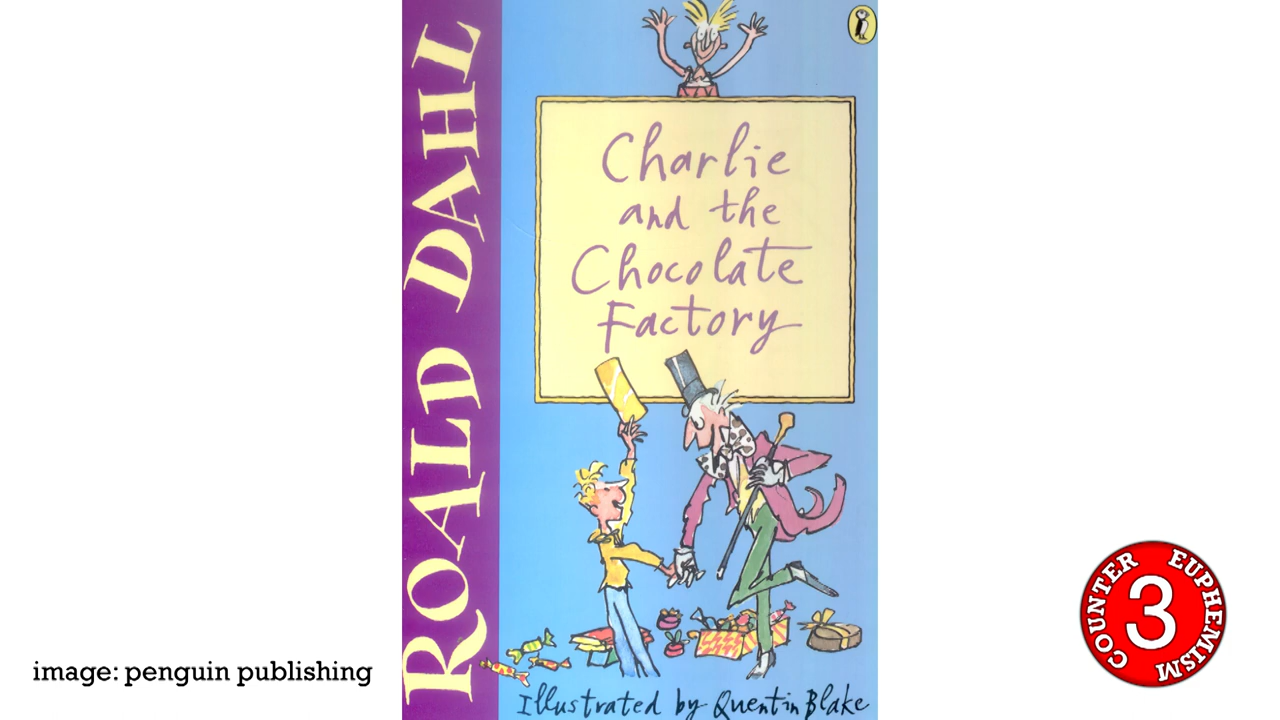 ROALD DAHL
Charlie
and the
Chocolate
Factory
Illustrated by Quentin Blake
image: penguin publishing
COUNTER EUPHEMISM
3